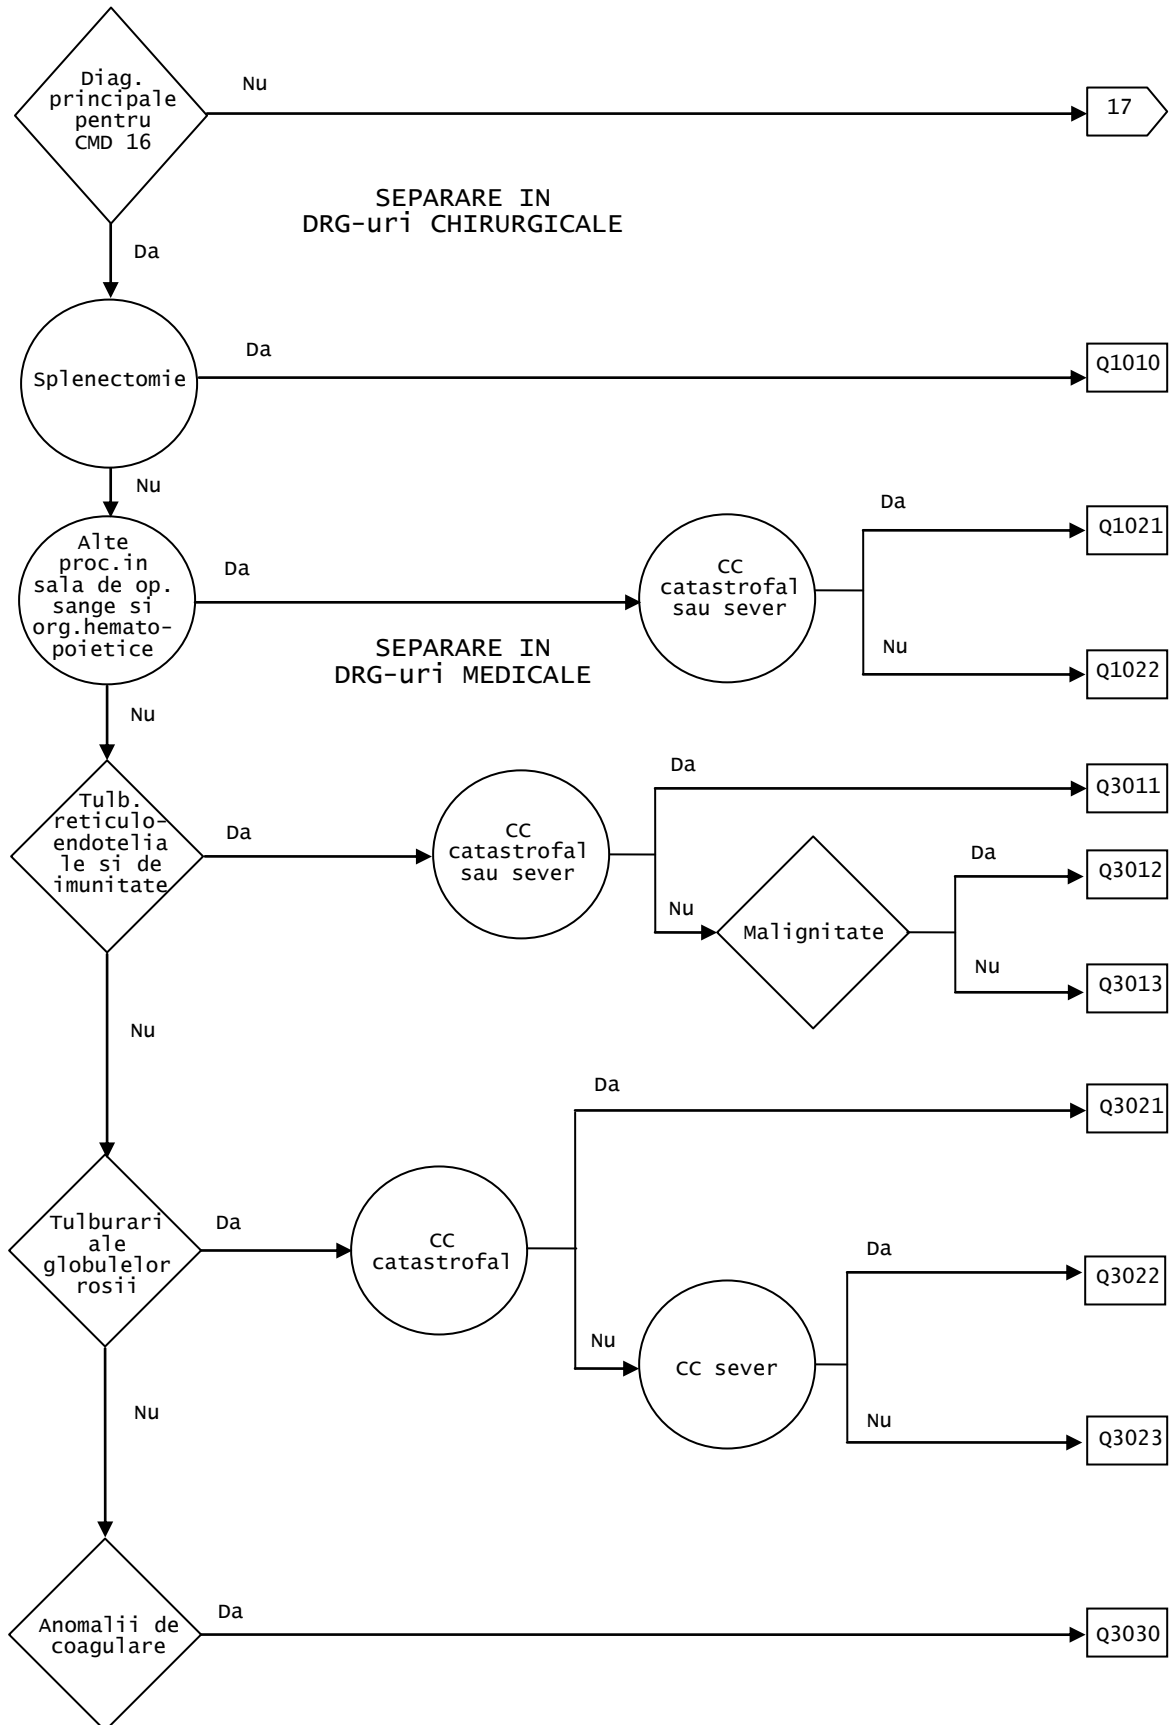 Diag.
principale
pentru
CMD 16
Nu
17
SEPARARE IN
DRG-uri CHIRURGICALE
Da
Splenectomie
Da
Q1010
Nu
Alte
proc.in
sala de op.
sange si
org.hemato-
poietice
Da
CC
catastrofal
sau sever
Da
Q1021
Nu
Q1022
SEPARARE IN
DRG-uri MEDICALE
Nu
Tulb.
reticulo-
endotelia
le si de
imunitate
Da
CC
catastrofal
sau sever
Da
Q3011
Nu
Malignitate
Da
Q3012
Nu
Q3013
Nu
Tulburari
ale
globulelor
rosii
Da
CC
catastrofal
Da
Q3021
Nu
CC sever
Da
Q3022
Nu
Q3023
Nu
Anomalii de
coagulare
Da
Q3030